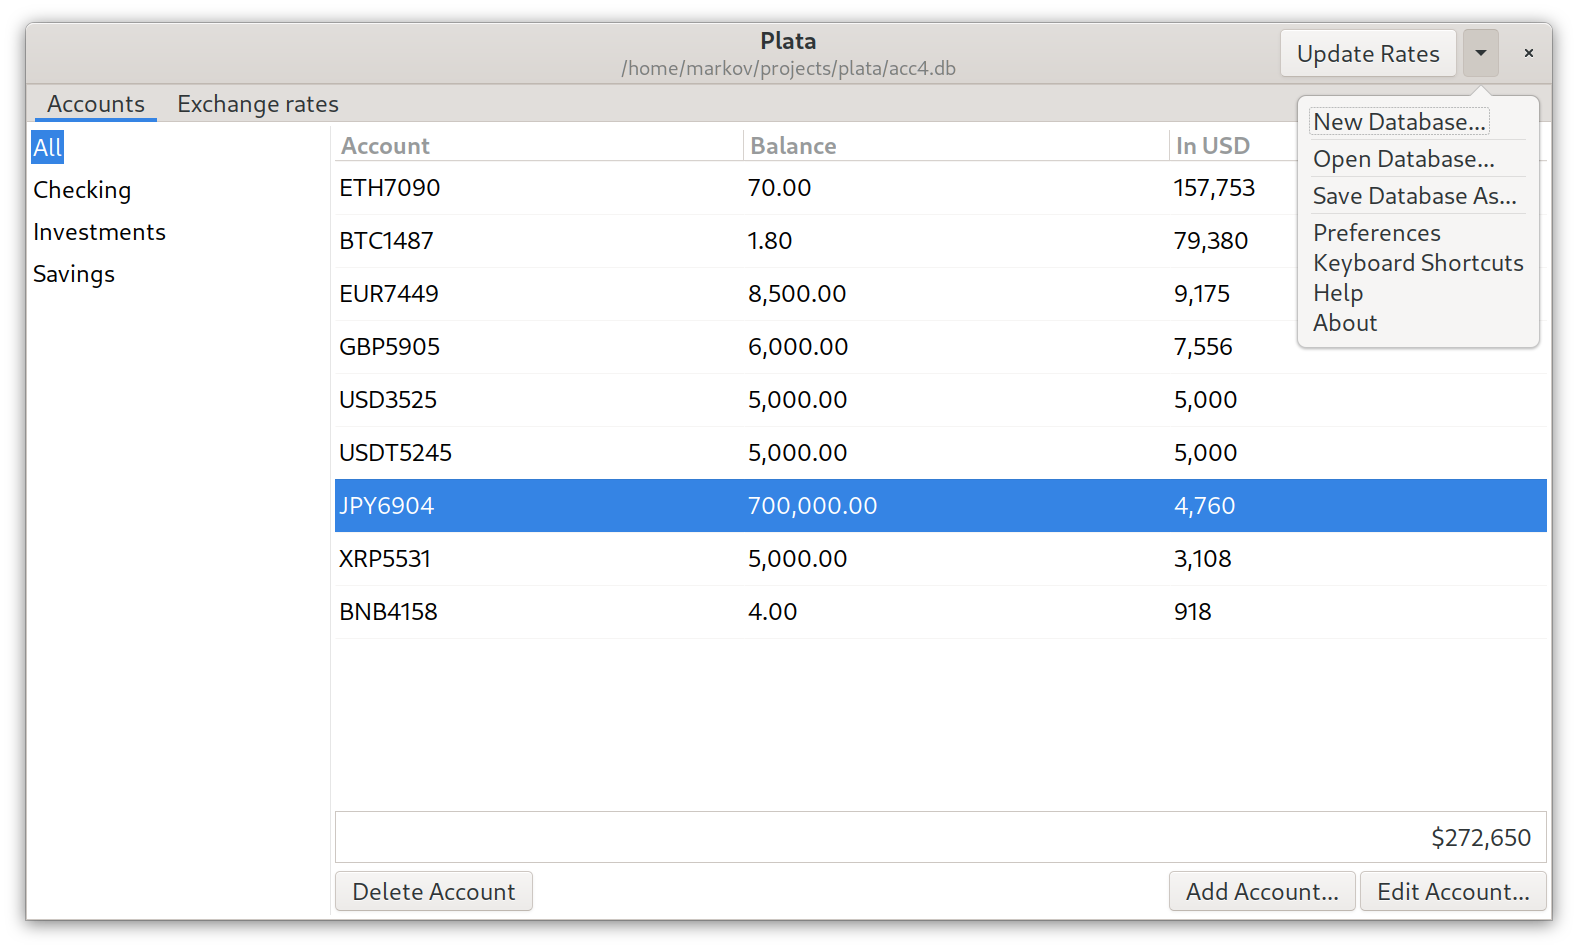 Plata
/home/markov/projects/plata/acc4.db
Update Rates
Accounts Exchange rates
New Database...
Open Database...
Save Database As...
Preferences
Keyboard Shortcuts
Help
About
All
Checking
Investments
Savings
Account Balance In USD
ETH7090 70.00 157,753
BTC1487 1.80 79,380
EUR7449 8,500.00 9,175
GBP5905 6,000.00 7,556
USD3525 5,000.00 5,000
USDT5245 5,000.00 5,000
JPY6904 700,000.00 4,760
XRP5531 5,000.00 3,108
BNB4158 4.00 918
$272,650
Delete Account Add Account... Edit Account...